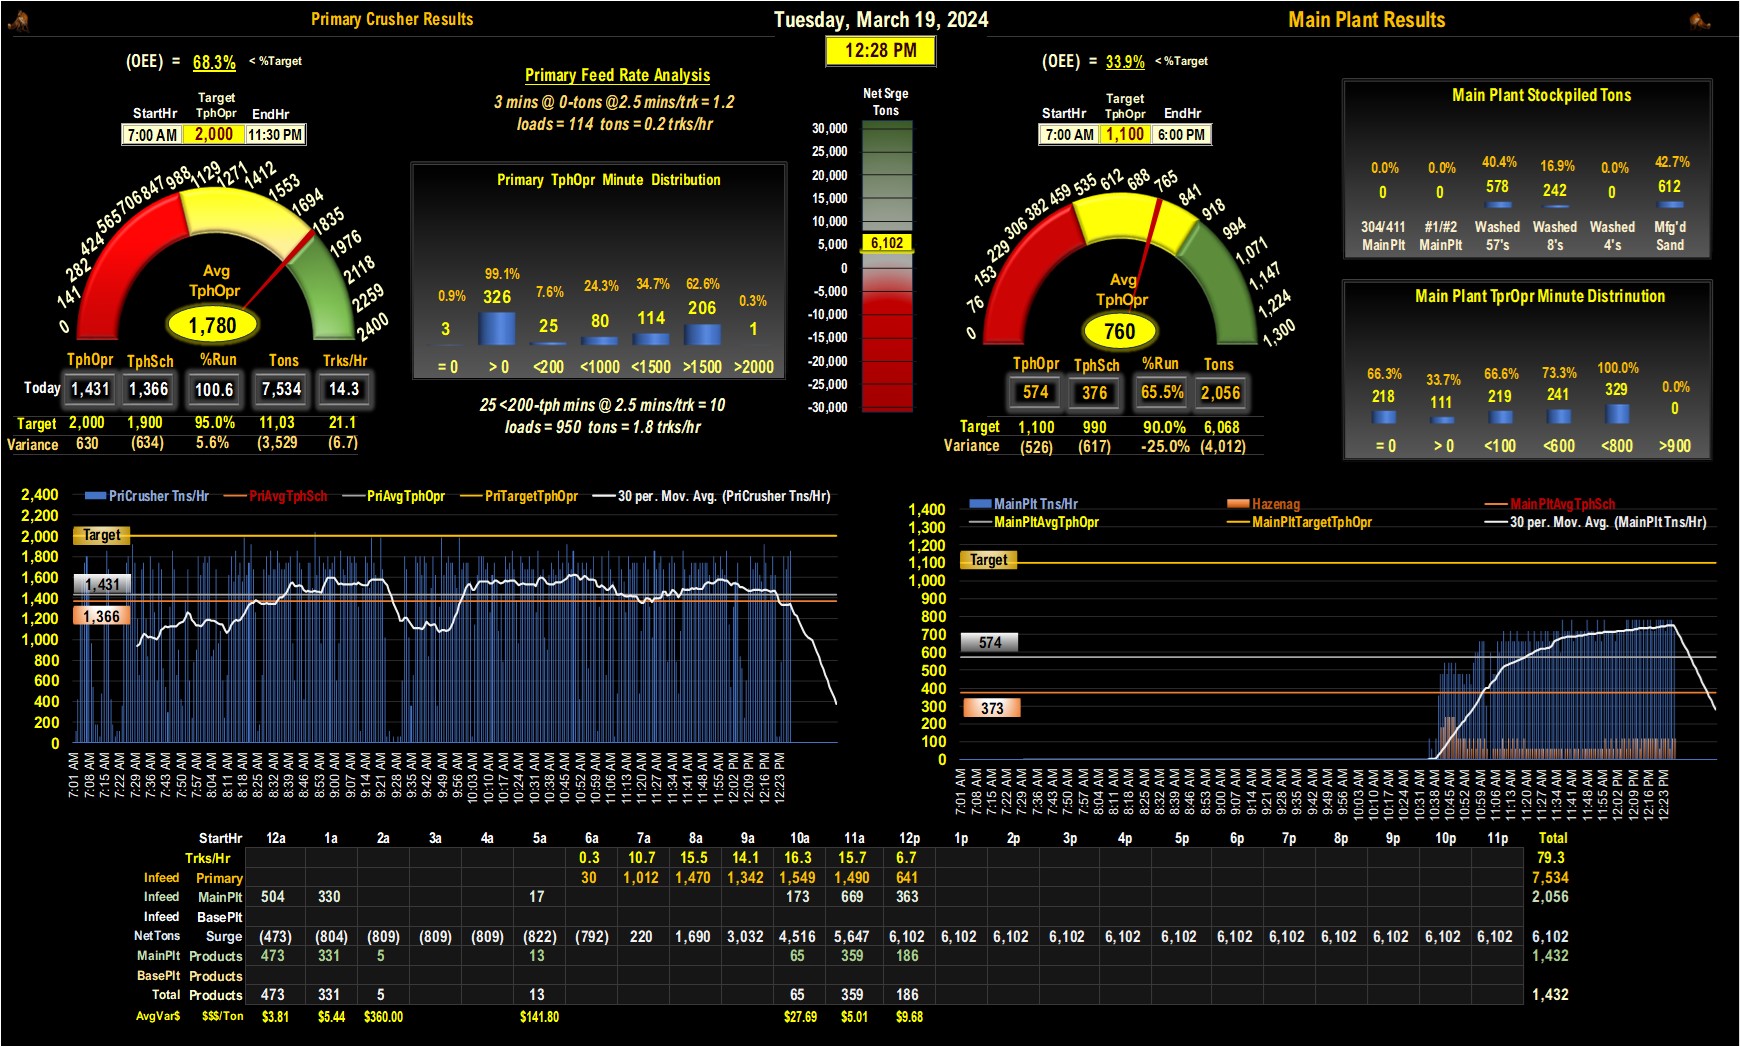 Primary Crusher Results
Tuesday, March 19, 2024
Main Plant Results
12:28 PM
(OEE) = 68.3% < %Target
StartHr Target TphOpr EndHr
7:00 AM 2,000 11:30 PM
0 141 282 424 565 706 847 988 1129 1271 1412 1553 1694 1835 1976 2118 2259 2400
Avg
TphOpr
1,780
TphOpr TphSch %Run Tons Trks/Hr
Today 1,431 1,366 100.6 7,534 14.3
Target 2,000 1,900 95.0% 11,03 21.1
Variance 630 (634) 5.6% (3,529 (6.7)
Primary Feed Rate Analysis
3 mins @ 0-tons @2.5 mins/trk = 1.2
loads = 114 tons = 0.2 trks/hr
Primary TphOpr Minute Distribution
0.9% 99.1% 7.6% 24.3% 34.7% 62.6% 0.3%
3 326 25 80 114 206 1
= 0 > 0 <200 <1000 <1500 >1500 >2000
25 <200-tph mins @ 2.5 mins/trk = 10
loads = 950 tons = 1.8 trks/hr
Net Srge
Tons
30,000
25,000
20,000
15,000
10,000
5,000
6,102
0
-5,000
-10,000
-15,000
-20,000
-25,000
-30,000
(OEE) = 33.9% < %Target
StartHr Target TphOpr EndHr
7:00 AM 1,100 6:00 PM
0 76 153 229 306 382 459 535 612 688 765 841 918 994 1,071 1,147 1,224 1,300
Avg
TphOpr
760
TphOpr TphSch %Run Tons
574 376 65.5% 2,056
Target 1,100 990 90.0% 6,068
Variance (526) (617) -25.0% (4,012)
Main Plant Stockpiled Tons
0.0% 0.0% 40.4% 16.9% 0.0% 42.7%
0 0 578 242 0 612
304/411 #1/#2 Washed Washed Washed Mfg'd
MainPlt MainPlt 57's 8's 4's Sand
Main Plant TprOpr Minute Distrinution
66.3% 33.7% 66.6% 73.3% 100.0% 0.0%
218 111 219 241 329 0
= 0 > 0 <100 <600 <800 >900
PriCrusher Tns/Hr PriAvgTphSch PriAvgTphOpr PriTargetTphOpr 30 per. Mov. Avg. (PriCrusher Tns/Hr)
2,400
2,200
2,000
1,800
1,600
1,400
1,200
1,000
800
600
400
200
0
Target
1,431
1,366
7:01 AM 7:08 AM 7:15 AM 7:22 AM 7:29 AM 7:36 AM 7:43 AM 7:50 AM 7:57 AM 8:04 AM 8:11 AM 8:18 AM 8:25 AM 8:32 AM 8:39 AM 8:46 AM 8:53 AM 9:00 AM 9:07 AM 9:14 AM 9:21 AM 9:28 AM 9:35 AM 9:42 AM 9:49 AM 9:56 AM 10:03 AM 10:10 AM 10:17 AM 10:24 AM 10:31 AM 10:38 AM 10:45 AM 10:52 AM 10:59 AM 11:06 AM 11:13 AM 11:20 AM 11:27 AM 11:34 AM 11:41 AM 11:48 AM 11:55 AM 12:02 PM 12:09 PM 12:16 PM 12:23 PM
MainPlt Tns/Hr Hazenag MainPltAvgTphSch
MainPltAvgTphOpr MainPltTargetTphOpr 30 per. Mov. Avg. (MainPlt Tns/Hr)
1,400
1,300
1,200
1,100
1,000
900
800
700
600
500
400
300
200
100
0
Target
574
373
7:01 AM 7:08 AM 7:15 AM 7:22 AM 7:29 AM 7:36 AM 7:43 AM 7:50 AM 7:57 AM 8:04 AM 8:11 AM 8:18 AM 8:25 AM 8:32 AM 8:39 AM 8:46 AM 8:53 AM 9:00 AM 9:07 AM 9:14 AM 9:21 AM 9:28 AM 9:35 AM 9:42 AM 9:49 AM 9:56 AM 10:03 AM 10:10 AM 10:17 AM 10:24 AM 10:31 AM 10:38 AM 10:45 AM 10:52 AM 10:59 AM 11:06 AM 11:13 AM 11:20 AM 11:27 AM 11:34 AM 11:41 AM 11:48 AM 11:55 AM 12:02 PM 12:09 PM 12:16 PM 12:23 PM
StartHr 12a 1a 2a 3a 4a 5a 6a 7a 8a 9a 10a 11a 12p 1p 2p 3p 4p 5p 6p 7p 8p 9p 10p 11p Total
Trks/Hr 0.3 10.7 15.5 14.1 16.3 15.7 6.7 79.3
Infeed Primary 30 1,012 1,470 1,342 1,549 1,490 641 7,534
Infeed MainPlt 504 330 17 173 669 363 2,056
Infeed BasePlt
NetTons Surge (473) (804) (809) (809) (809) (822) (792) 220 1,690 3,032 4,516 5,647 6,102 6,102 6,102 6,102 6,102 6,102 6,102 6,102 6,102 6,102 6,102 6,102 6,102
MainPlt Products 473 331 5 13 65 359 186 1,432
BasePlt Products
Total Products 473 331 5 13 65 359 186 1,432
AvgVar$ $$$/Ton $3.81 $5.44 $360.00 $141.80 $27.69 $5.01 $9.68